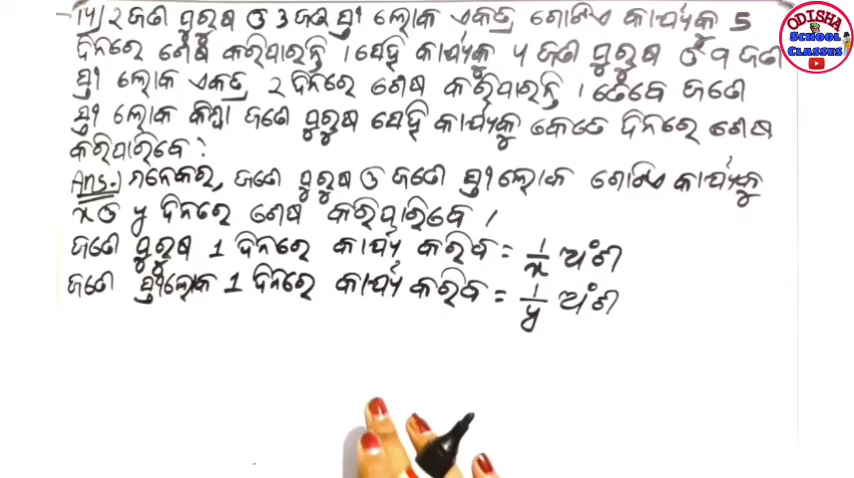 14) 2 ଜଣ ପୁରୁଷ ଓ 3 ଜଣ ସ୍ତ୍ରୀ ଲୋକ ଏକତ୍ର ଗୋଟିଏ କାର୍ଯ୍ୟକୁ 5
ଦିନରେ ଶେଷ କରିପାରନ୍ତି । ସେହି କାର୍ଯ୍ୟକୁ 4 ଜଣ ପୁରୁଷ ଓ 9 ଜଣ
ସ୍ତ୍ରୀ ଲୋକ ଏକତ୍ର 2 ଦିନରେ ଶେଷ କରିପାରନ୍ତି । ତେବେ ଜଣେ
ସ୍ତ୍ରୀ ଲୋକ କିମ୍ବା ଜଣେ ପୁରୁଷ ସେହି କାର୍ଯ୍ୟକୁ କେତେ ଦିନରେ ଶେଷ
କରିପାରିବେ ?
Ans-) ମନେକର, ଜଣେ ପୁରୁଷ ଓ ଜଣେ ସ୍ତ୍ରୀଲୋକ ଗୋଟିଏ କାର୍ଯ୍ୟକୁ
x ଓ y ଦିନରେ ଶେଷ କରିପାରିବେ ।
ଜଣେ ପୁରୁଷ 1 ଦିନରେ କାର୍ଯ୍ୟ କରିବ = 1/x ଅଂଶ
ଜଣେ ସ୍ତ୍ରୀଲୋକ 1 ଦିନରେ କାର୍ଯ୍ୟ କରିବ = 1/y ଅଂଶ
ODISHA
SCHOOL
CLASSES